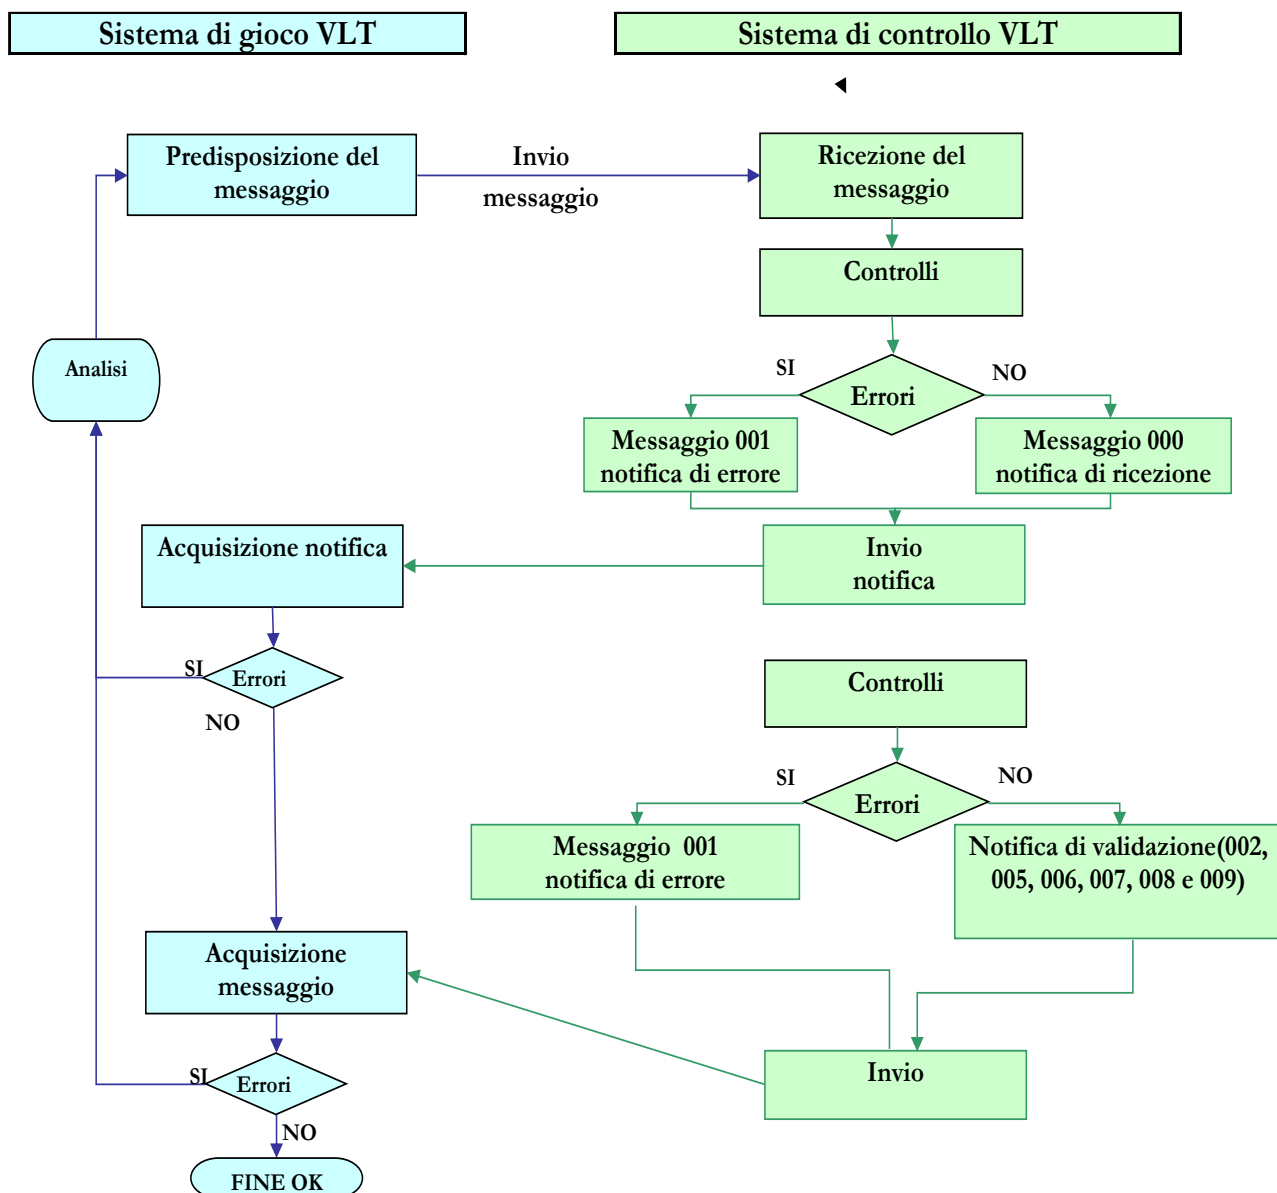 Sistema di gioco VLT
Sistema di controllo VLT
Predisposizione del
messaggio
Invio
messaggio
Ricezione del
messaggio
Controlli
Analisi
SI
Errori
NO
Messaggio 001
notifica di errore
Messaggio 000
notifica di ricezione
Acquisizione notifica
Invio
notifica
SI
Errori
NO
Controlli
SI
Errori
NO
Messaggio 001
notifica di errore
Notifica di validazione(002,
005, 006, 007, 008 e 009)
Acquisizione
messaggio
Invio
SI
Errori
NO
FINE OK